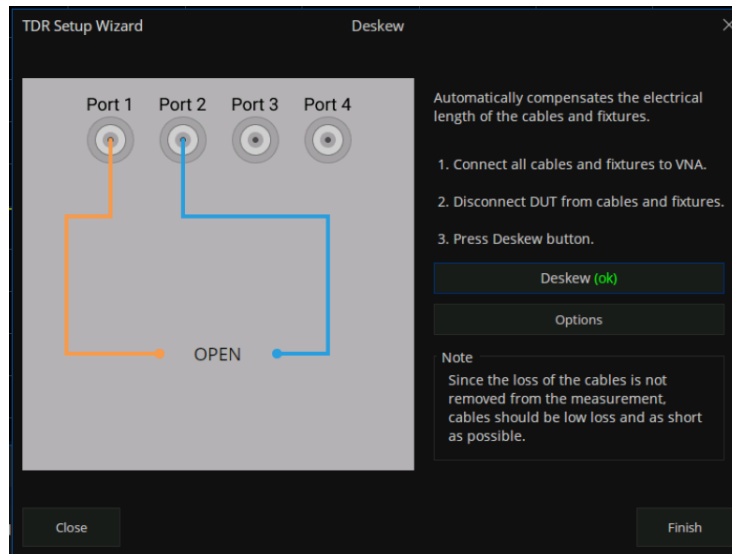 TDR Setup Wizard
Deskew
Port 1
Port 2
Port 3
Port 4
OPEN
Automatically compensates the electrical
length of the cables and fixtures.
1. Connect all cables and fixtures to VNA.
2. Disconnect DUT from cables and fixtures.
3. Press Deskew button.
Deskew (ok)
Options
Note
Since the loss of the cables is not
removed from the measurement,
cables should be low loss and as short
as possible.
Close
Finish